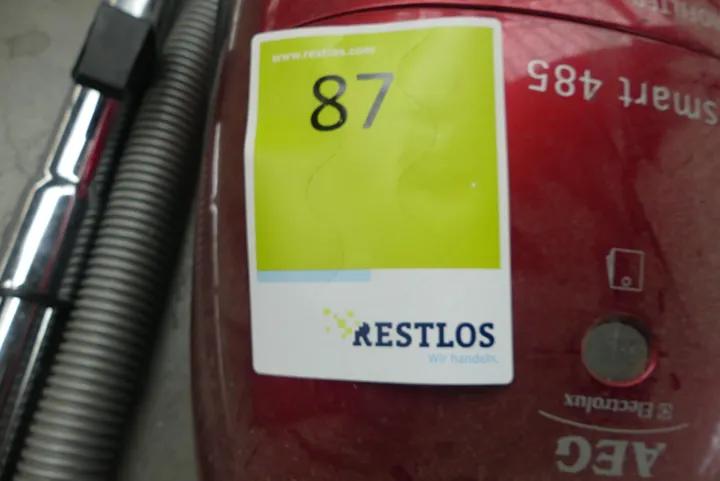 www.restlos.com
87
RESTLOS
Wir handeln.
smart 485
Electrolux
AEG